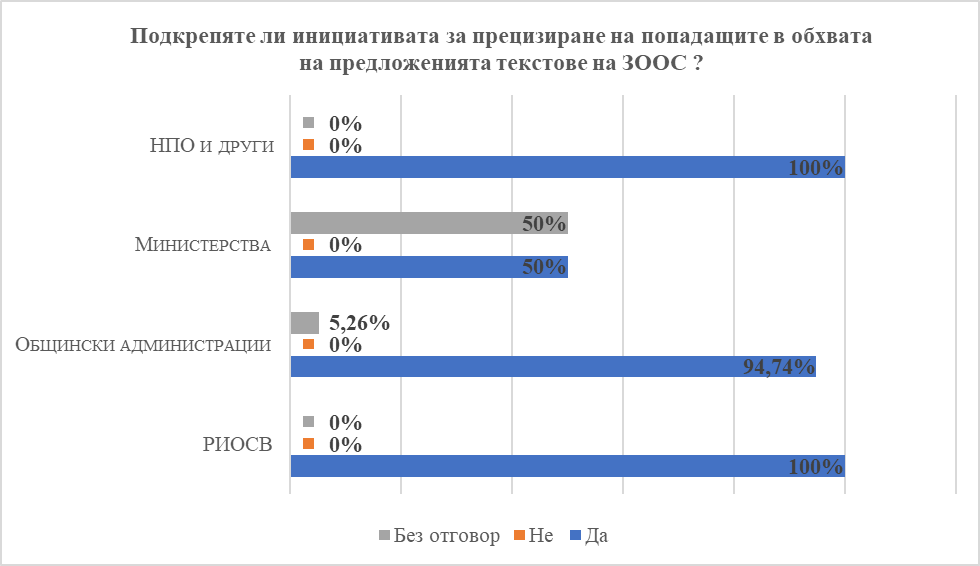 Подкрепяте ли инициативата за прецизиране на попадащите в обхвата
на предложенията текстове на ЗООС ?
0%
НПО и други
0%
100%
50%
Министерства
0%
50%
5,26%
Общински администрации
0%
94,74%
0%
РИОСВ
0%
100%
Без отговор Не Да